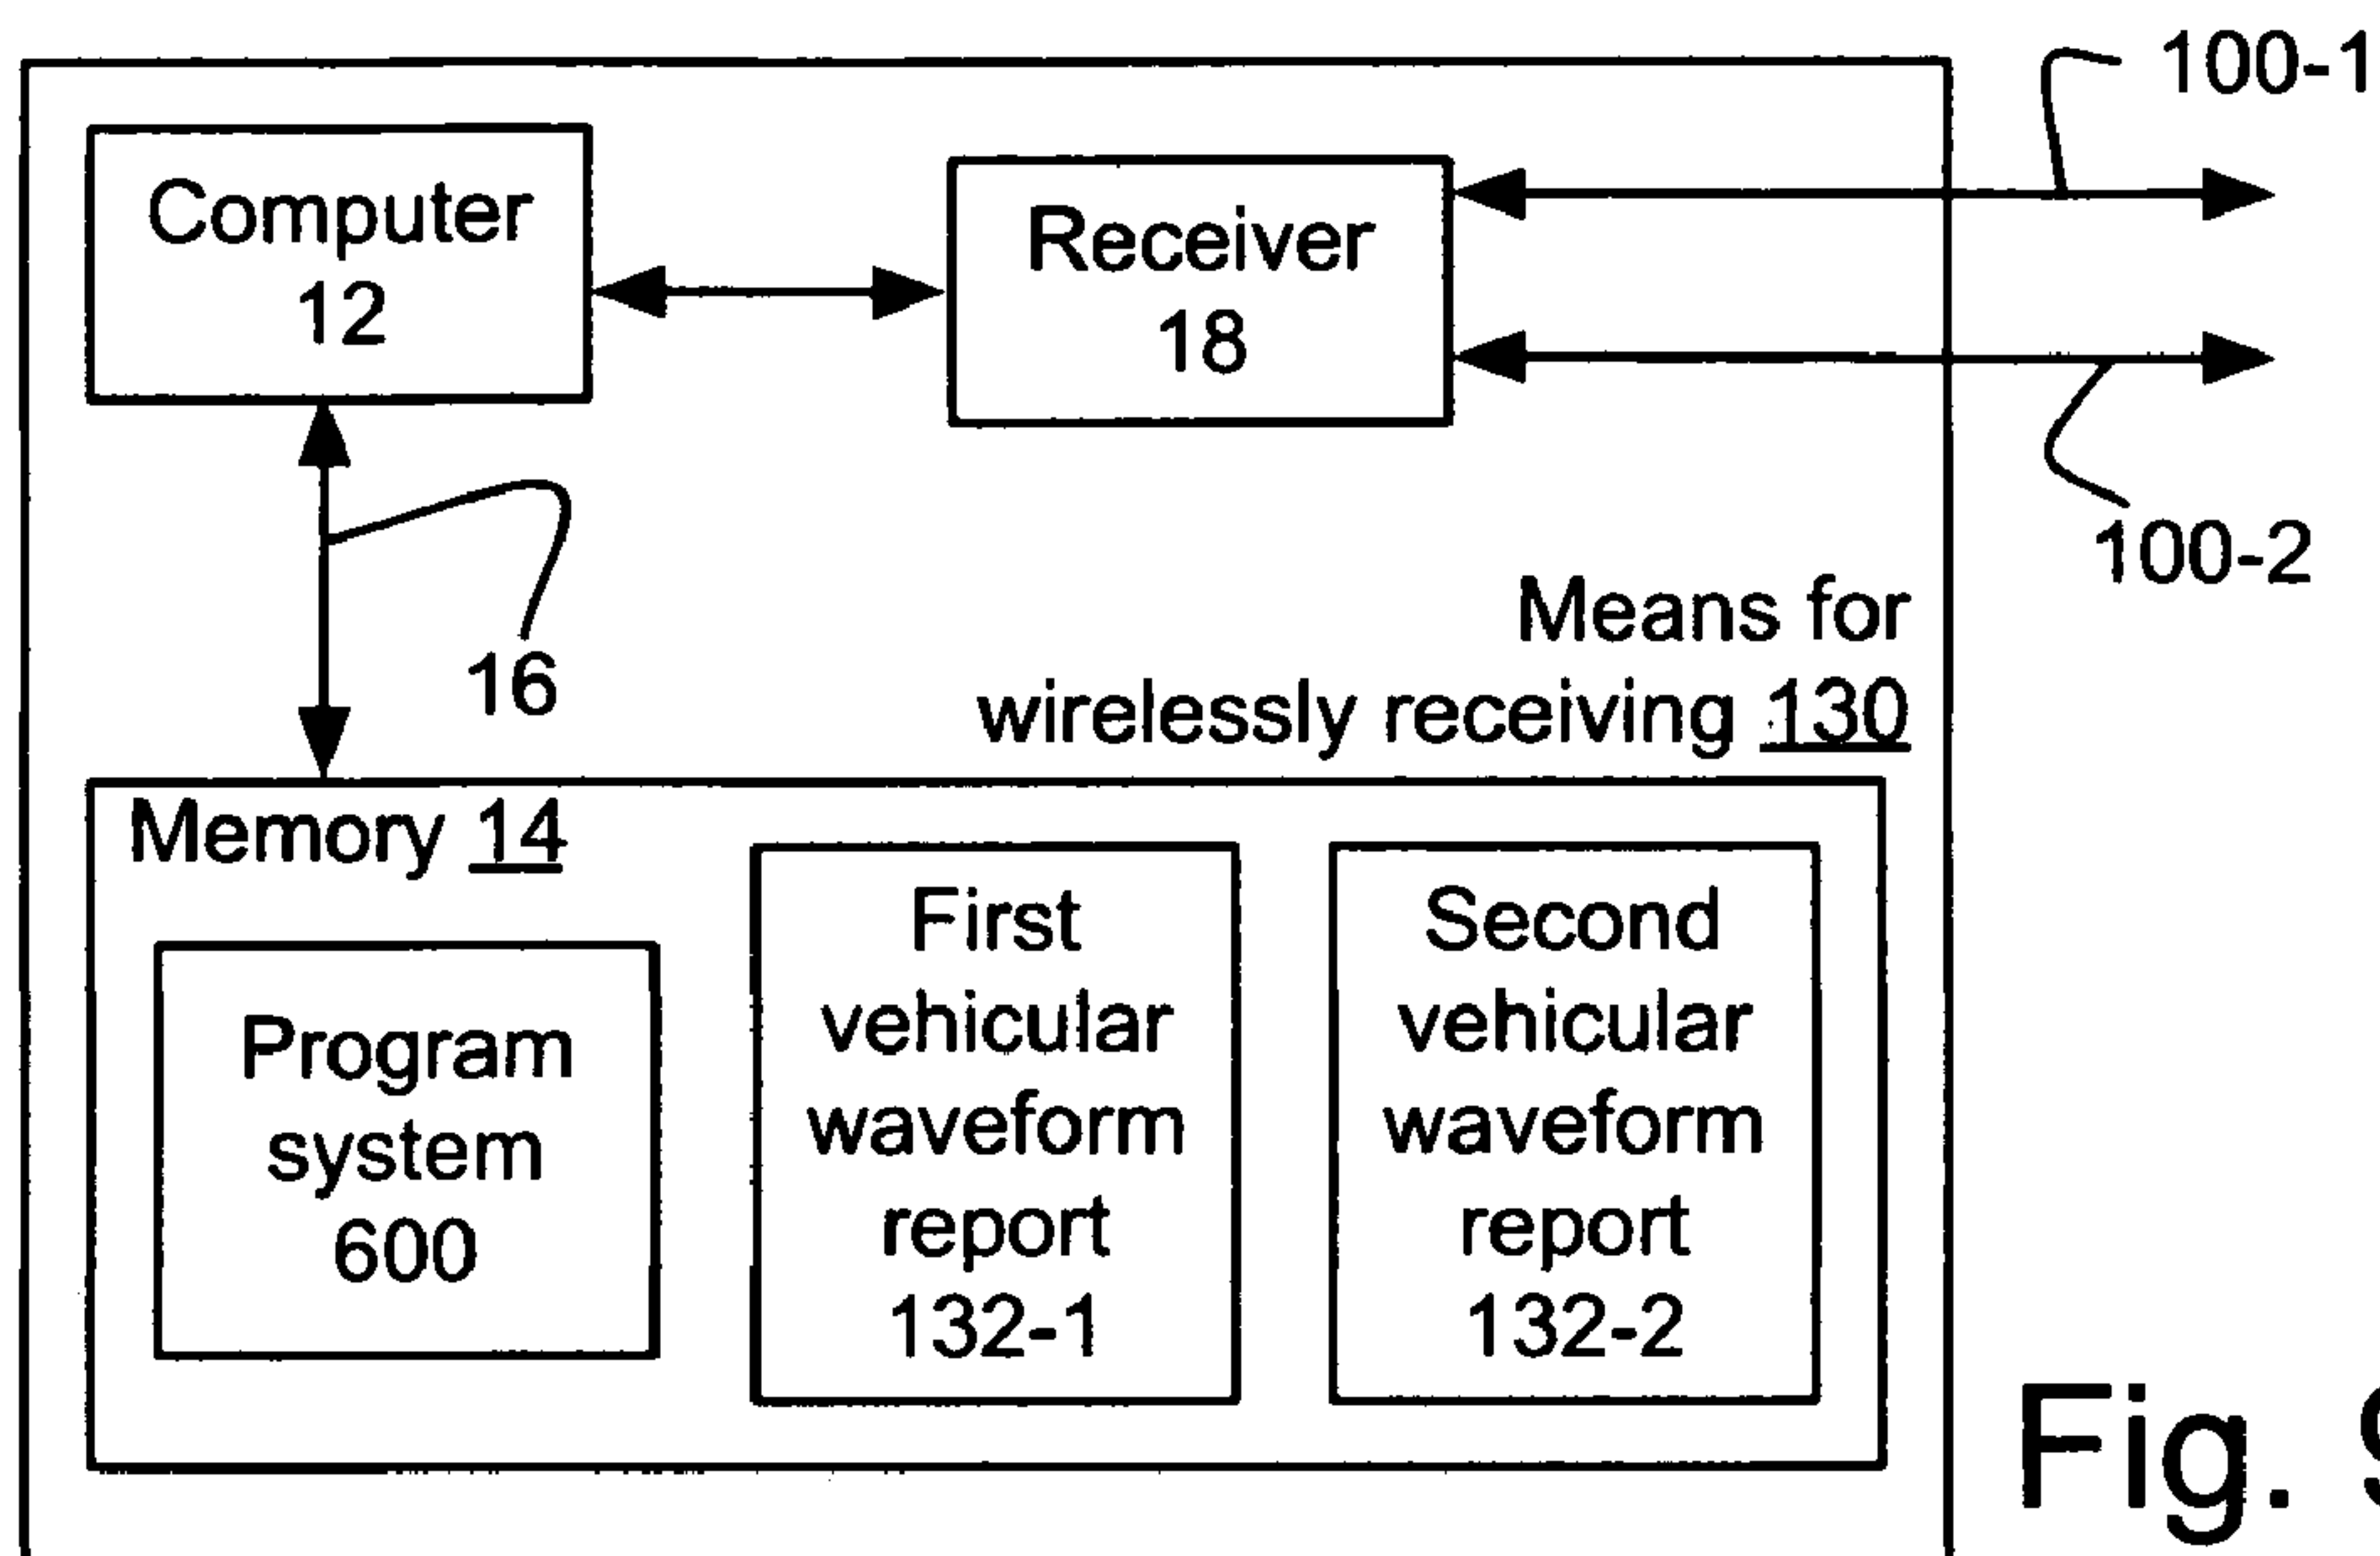 100-1
Computer
12
Receiver
18
100-2
16
Means for
wirelessly receiving 130
Memory 14
Program
system
600
First
vehicular
waveform
report
132-1
Second
vehicular
waveform
report
132-2
Fig.